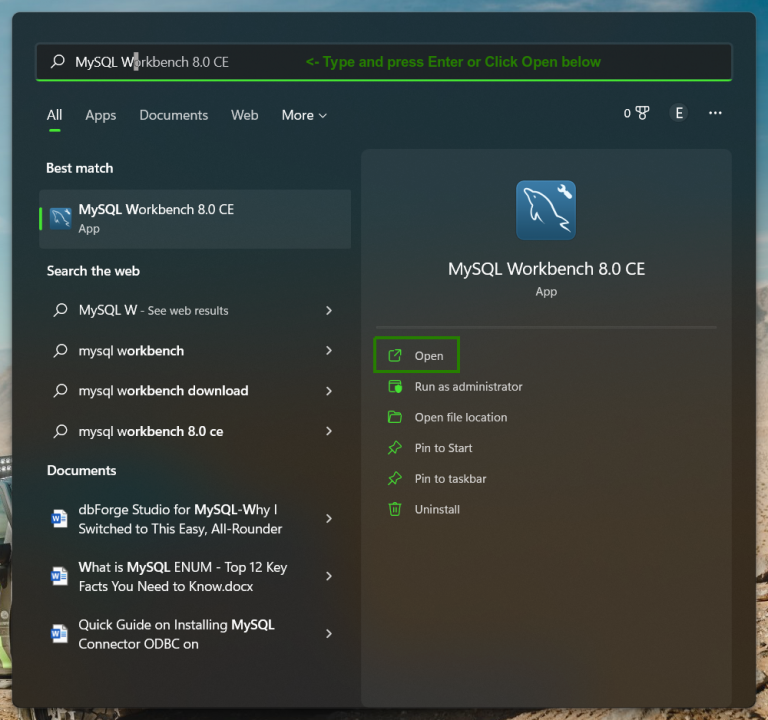 MySQL Workbench 8.0 CE <- Type and press Enter or Click Open below
All Apps Documents Web More 0 E ...
Best match
MySQL Workbench 8.0 CE
App
Search the web
MySQL W - See web results
mysql workbench
mysql workbench download
mysql workbench 8.0 ce
Documents
dbForge Studio for MySQL-Why I
Switched to This Easy, All-Rounder
What is MySQL ENUM - Top 12 Key
Facts You Need to Know.docx
Quick Guide on Installing MySQL
Connector ODBC on
MySQL Workbench 8.0 CE
App
Open
Run as administrator
Open file location
Pin to Start
Pin to taskbar
Uninstall